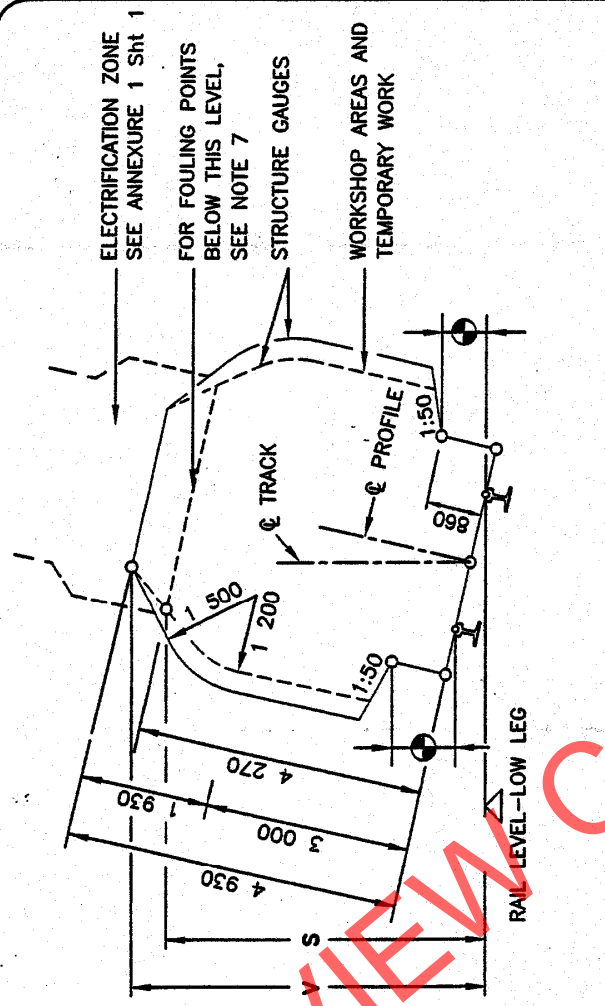 ELECTRIFICATION ZONE
SEE ANNEXURE 1 Sht 1
FOR FOULING POINTS
BELOW THIS LEVEL,
SEE NOTE 7
STRUCTURE GAUGES
WORKSHOP AREAS AND
TEMPORARY WORK
℄ TRACK
℄ PROFILE
1:50
860
1 500
1 200
1:50
4 270
1 930
3 000
4 930
S
V
RAIL LEVEL-LOW LEG
VIEW C